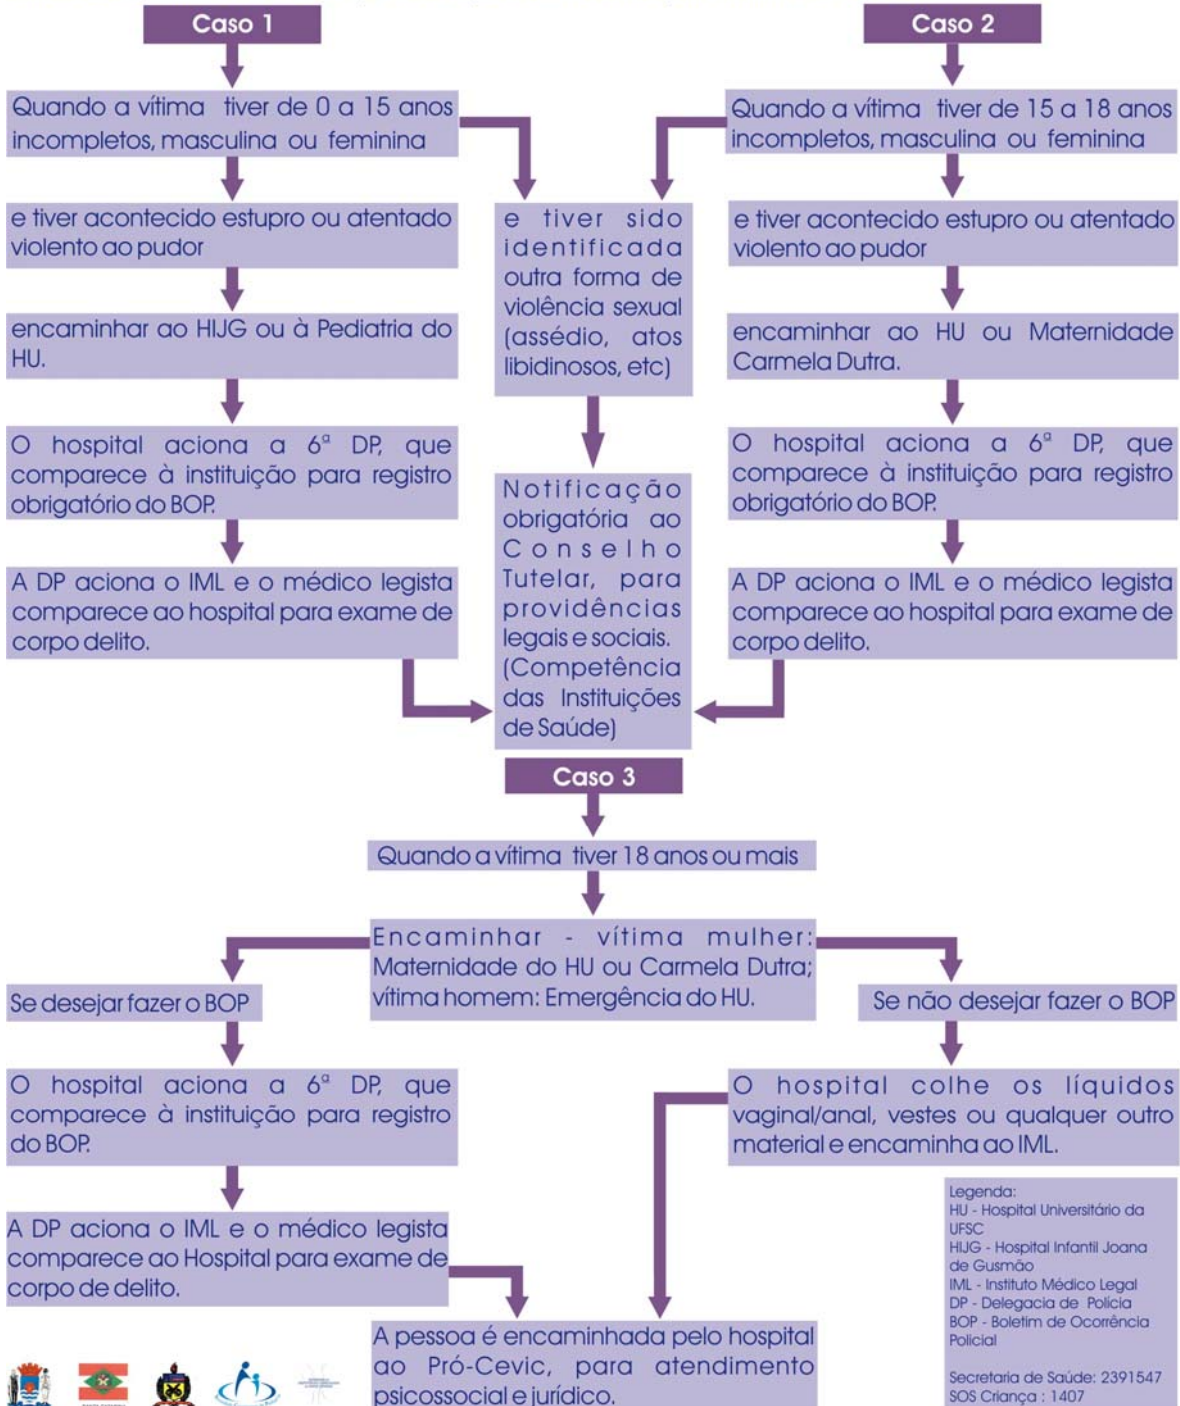 Caso 1
Quando a vítima tiver de 0 a 15 anos
incompletos, masculina ou feminina
e tiver acontecido estupro ou atentado
violento ao pudor
encaminhar ao HIJG ou à Pediatria do
HU.
O hospital aciona a 6ª DP, que
comparece à instituição para registro
obrigatório do BOP.
A DP aciona o IML e o médico legista
comparece ao hospital para exame de
corpo delito.
e tiver sido
identificada
outra forma de
violência sexual
(assédio, atos
libidinosos, etc)
Notificação
obrigatória ao
Conselho
Tutelar, para
providências
legais e sociais.
(Competência
das Instituições
de Saúde)
Caso 2
Quando a vítima tiver de 15 a 18 anos
incompletos, masculina ou feminina
e tiver acontecido estupro ou atentado
violento ao pudor
encaminhar ao HU ou Maternidade
Carmela Dutra.
O hospital aciona a 6ª DP, que
comparece à instituição para registro
obrigatório do BOP.
A DP aciona o IML e o médico legista
comparece ao hospital para exame de
corpo delito.
Caso 3
Quando a vítima tiver 18 anos ou mais
Encaminhar - vítima mulher:
Maternidade do HU ou Carmela Dutra;
vítima homem: Emergência do HU.
Se desejar fazer o BOP
O hospital aciona a 6ª DP, que
comparece à instituição para registro
do BOP.
A DP aciona o IML e o médico legista
comparece ao Hospital para exame de
corpo de delito.
Se não desejar fazer o BOP
O hospital colhe os líquidos
vaginal/anal, vestes ou qualquer outro
material e encaminha ao IML.
A pessoa é encaminhada pelo hospital
ao Pró-Cevic, para atendimento
psicossocial e jurídico.
Legenda:
HU - Hospital Universitário da
UFSC
HIJG - Hospital Infantil Joana
de Gusmão
IML - Instituto Médico Legal
DP - Delegacia de Polícia
BOP - Boletim de Ocorrência
Policial
Secretaria de Saúde: 2391547
SOS Criança : 1407